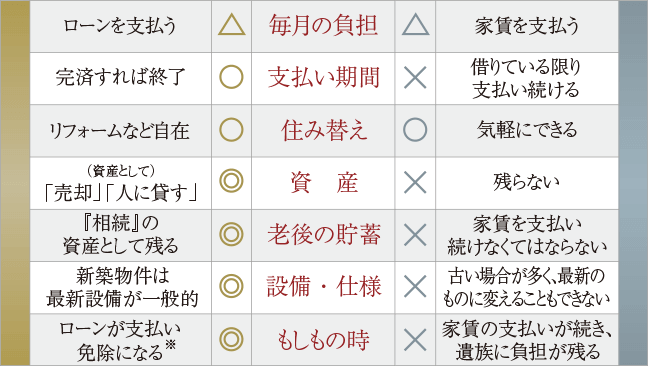 ローンを支払う △ 毎月の負担 △ 家賃を支払う
完済すれば終了 ○ 支払い期間 × 借りている限り
支払い続ける
リフォームなど自在 ○ 住み替え ○ 気軽にできる
(資産として)
「売却」「人に貸す」 ◎ 資 産 × 残らない
『相続』の
資産として残る ◎ 老後の貯蓄 × 家賃を支払い
続けなくてはならない
新築物件は
最新設備が一般的 ◎ 設備・仕様 × 古い場合が多く、最新の
ものに変えることもできない
ローンが支払い
免除になる※ ◎ もしもの時 × 家賃の支払いが続き、
遺族に負担が残る